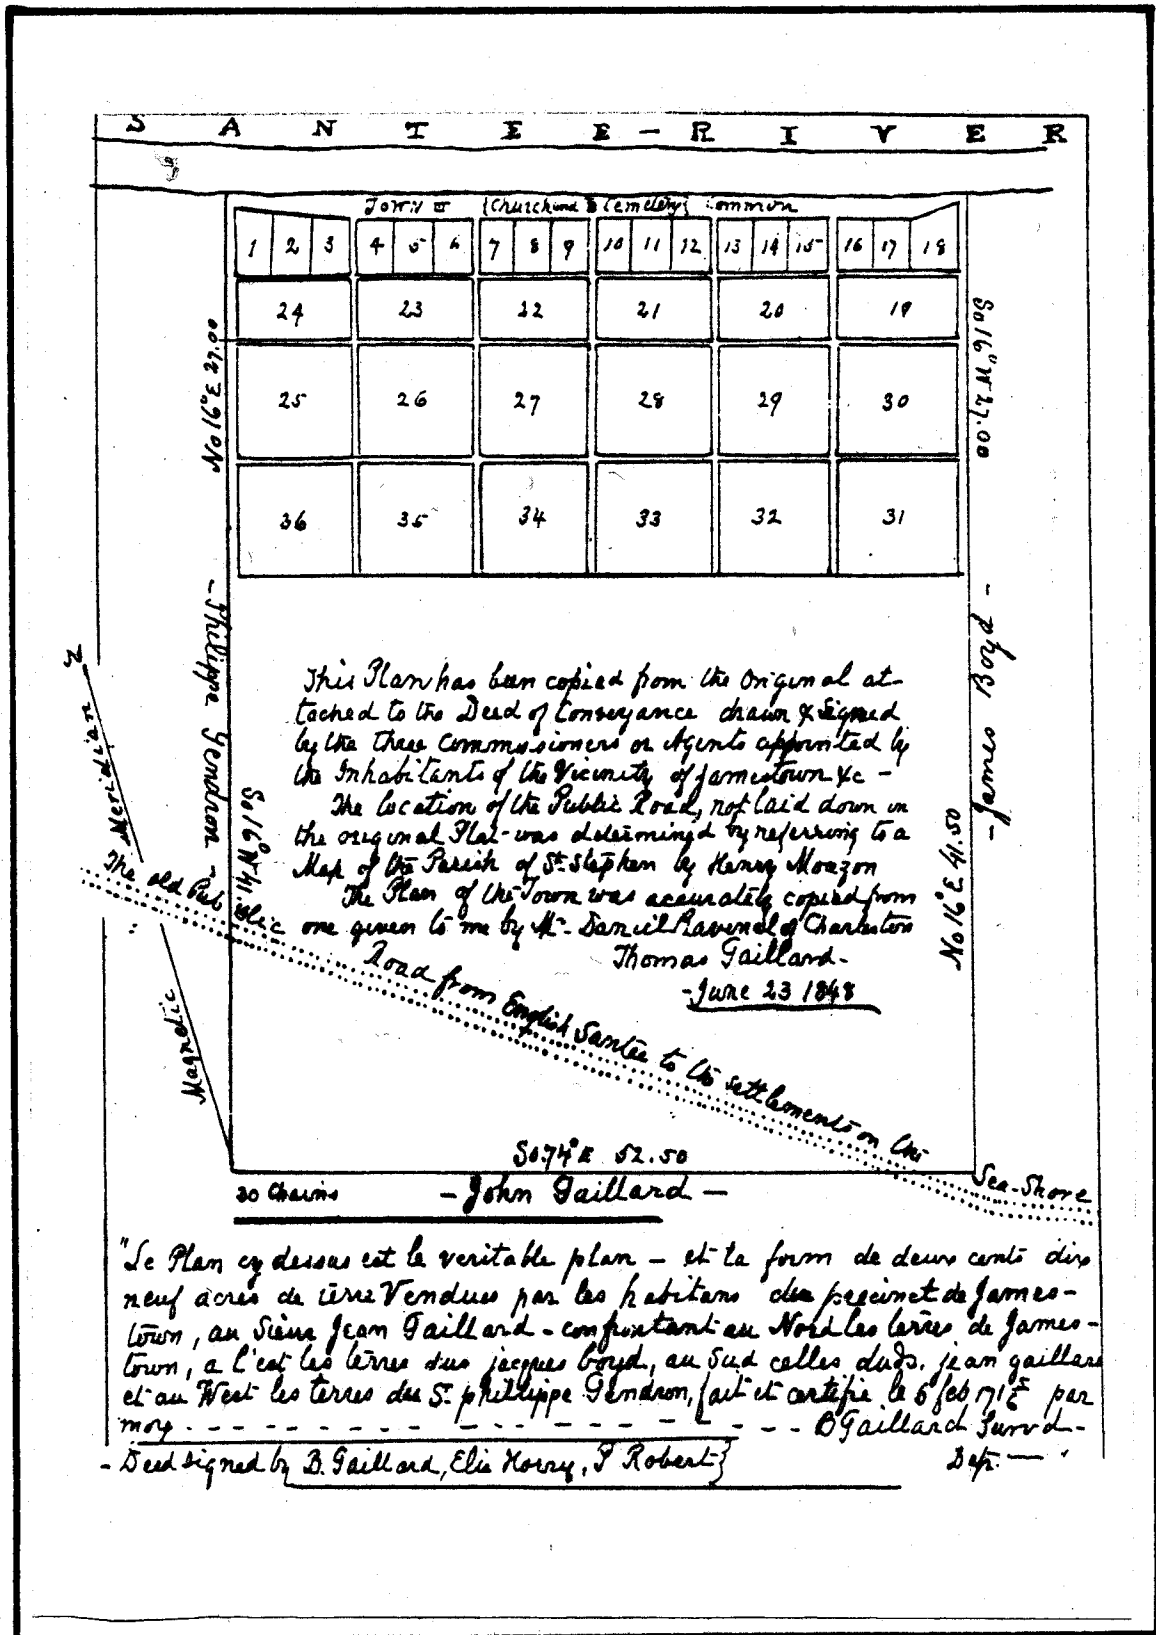 SANTEE-RIVER
Town {Church and Cemetery} Common
1 2 3 4 5 6 7 8 9 10 11 12 13 14 15 16 17 18
24 23 22 21 20 19
25 26 27 28 29 30
36 35 34 33 32 31
No 16° E 27.00
So 16° W 27.00
- Philippe Gendron -
- James Boyd -
So 16° W 41.50
No 16° E 41.50
Magnetic Meridian
This Plan has been copied from the Original at-
tached to the Deed of Conveyance drawn & Signed
by the three Commissioners or Agents appointed by
the Inhabitants of the Vicinity of Jamestown &c -
The location of the Public Road, not laid down in
the original Plat - was determined by referring to a
Map of the Parish of St. Stephen by Henry Mouzon
The Plan of the Town was accurately copied from
one given to me by Mr. Daniel Ravenel of Charleston
Thomas Gaillard -
- June 23 1848
The old Public Road from English Santee to the settlements on the Sea-Shore
So 74° E 52.50
20 Chains
- John Gaillard -
"Le Plan cy dessus est le veritable plan - et la form de deux cents dix
neuf acres de terre Vendues par les habitans du precinct de James-
town, au Sieur Jean Gaillard - confrontant au Nord les terres de James-
town, a l'est les terres dus jacques boyd, au Sud celles duds. jean gaillard
et au West les terres du Sr. phillippe Gendron, fait et certifie le 6 feb 171 par
moy - - - - - - - - - - - - - - B Gaillard Survd -
Dep. —
- Deed signed by {B. Gaillard, Elie Horry, P Robert}